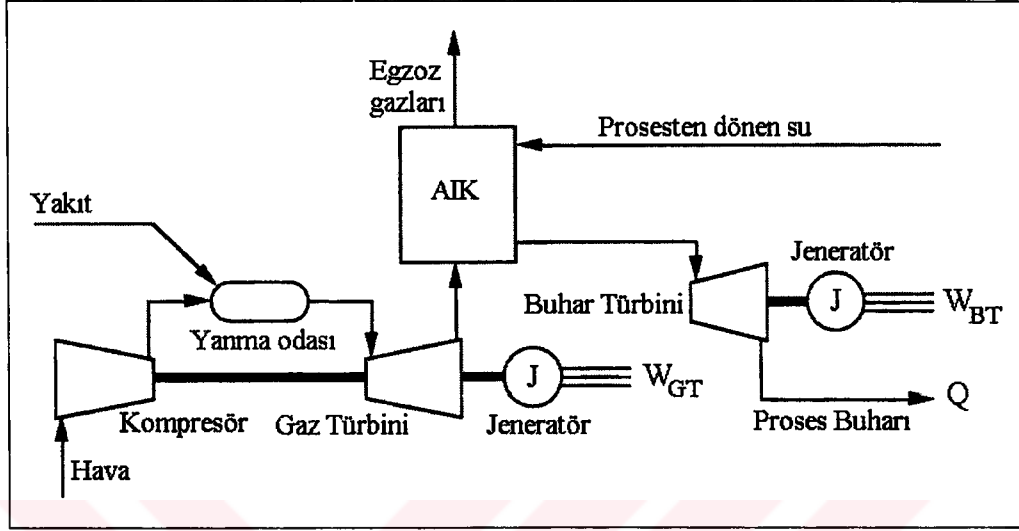 Egzoz
gazları
Prosesten dönen su
AIK
Yakıt
Jeneratör
Buhar Türbini
J
W_BT
Yanma odası
J
W_GT
Kompresör
Gaz Türbini
Jeneratör
Proses Buharı
Q
Hava